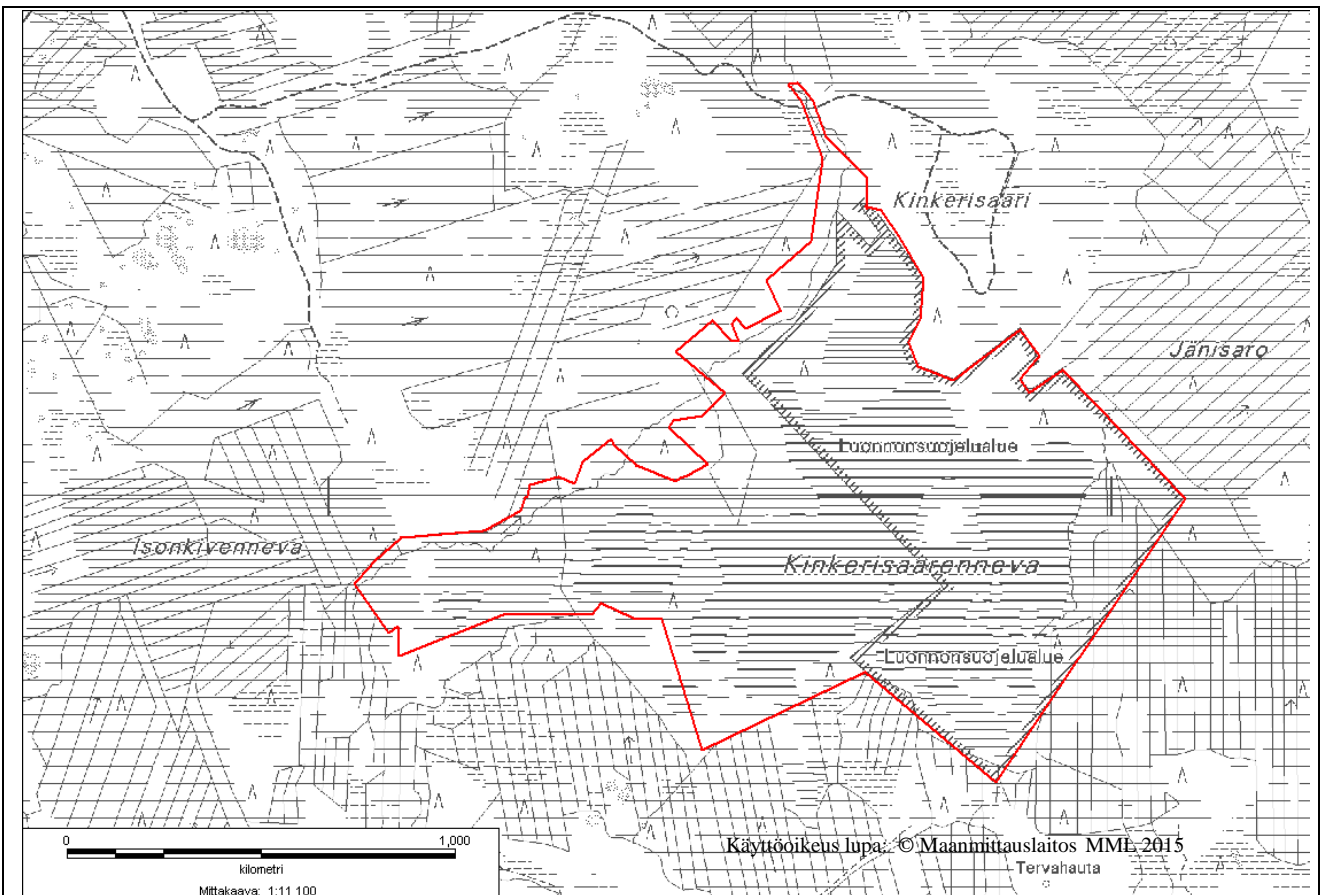 Kinkerisaari
Jänisaro
Luonnonsuojelualue
Isonkivenneva
Kinkerisaarenneva
Luonnonsuojelualue
0
1,000
kilometri
Mittakaava: 1:11 100
Käyttöoikeus lupa: © Maanmittauslaitos MML 2015
Tervahauta